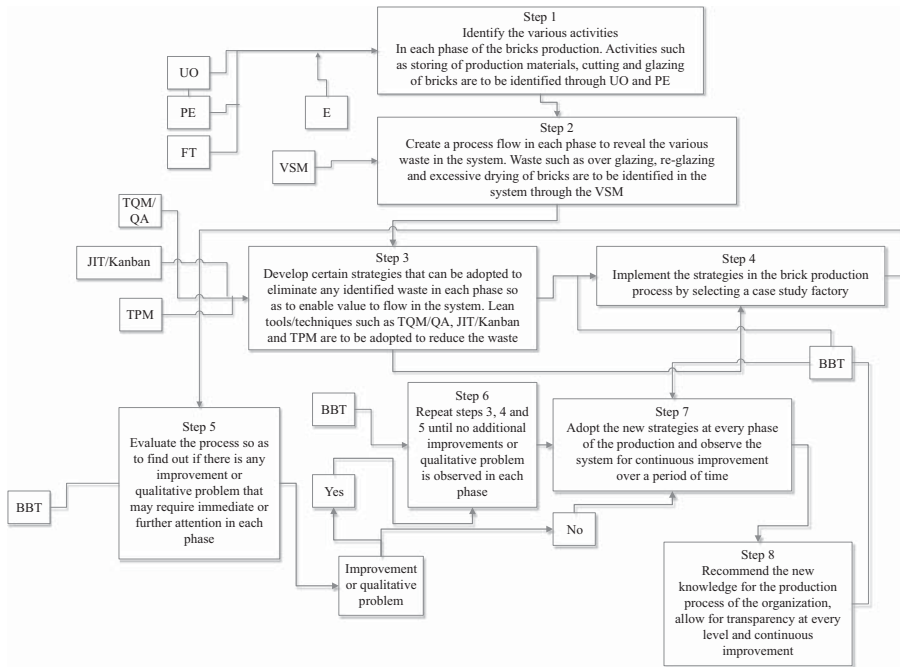 Step 1
Identify the various activities
In each phase of the bricks production. Activities such
as storing of production materials, cutting and glazing
of bricks are to be identified through UO and PE
UO
PE
E
FT
Step 2
Create a process flow in each phase to reveal the various
waste in the system. Waste such as over glazing, re-glazing
and excessive drying of bricks are to be identified in the
system through the VSM
VSM
TQM/
QA
JIT/Kanban
TPM
Step 3
Develop certain strategies that can be adopted to
eliminate any identified waste in each phase so
as to enable value to flow in the system. Lean
tools/techniques such as TQM/QA, JIT/Kanban
and TPM are to be adopted to reduce the waste
Step 4
Implement the strategies in the brick production
process by selecting a case study factory
BBT
Step 5
Evaluate the process so as
to find out if there is any
improvement or
qualitative problem that
may require immediate or
further attention in each
phase
BBT
BBT
Step 6
Repeat steps 3, 4 and
5 until no additional
improvements or
qualitative problem
is observed in each
phase
Step 7
Adopt the new strategies at every
phase of the production and observe the
system for continuous improvement
over a period of time
Yes
No
Improvement
or qualitative
problem
Step 8
Recommend the new
knowledge for the production
process of the organization,
allow for transparency at every
level and continuous
improvement